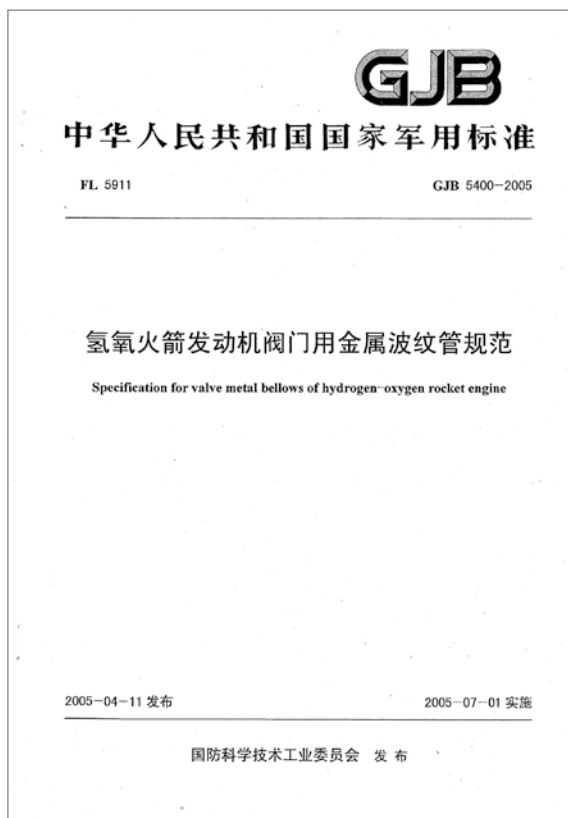 GJB
中华人民共和国国家军用标准
FL 5911
GJB 5400-2005
氢氧火箭发动机阀门用金属波纹管规范
Specification for valve metal bellows of hydrogen-oxygen rocket engine
2005-04-11 发布
2005-07-01 实施
国防科学技术工业委员会 发 布